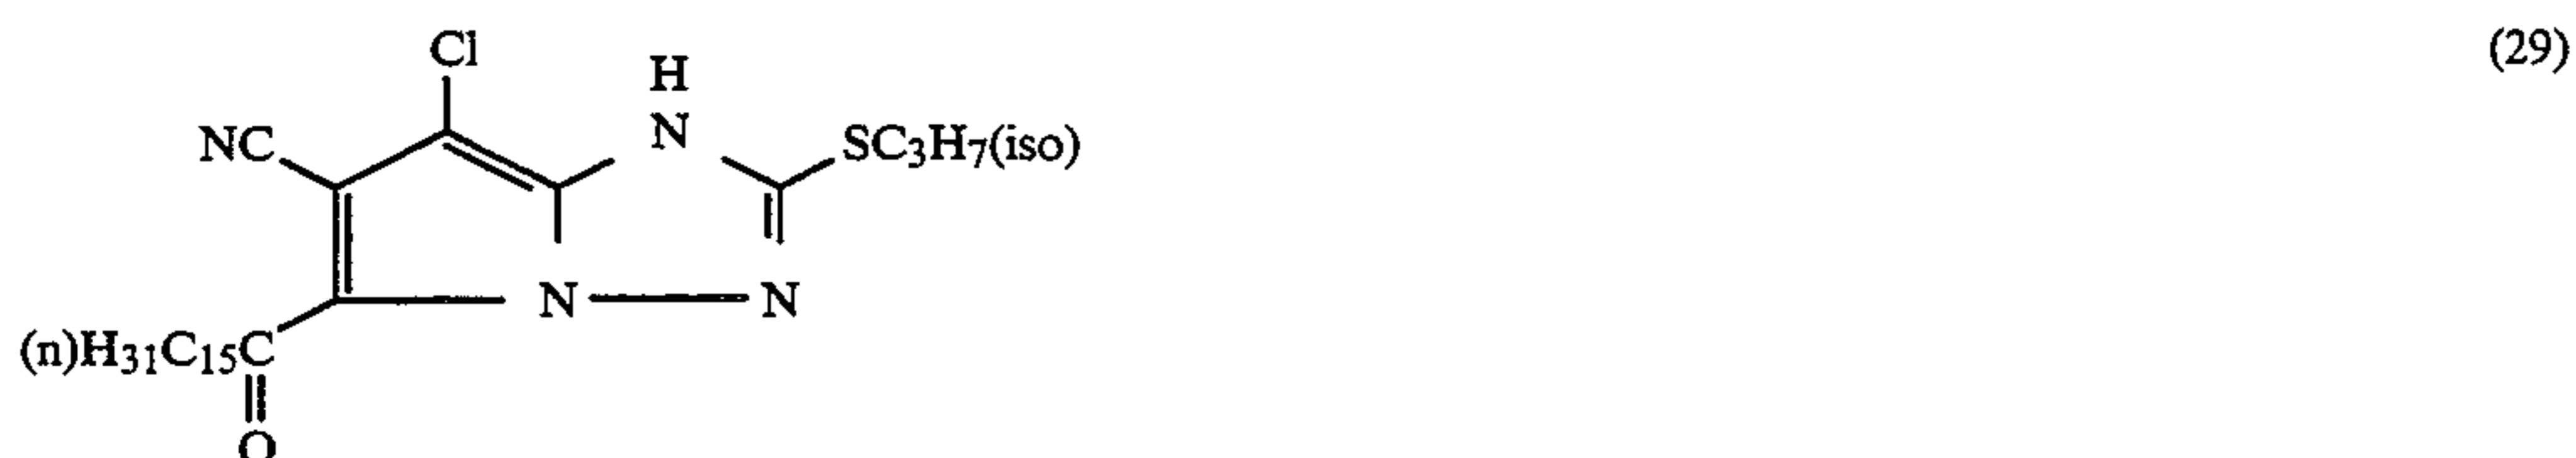 Cl (29)
H
NC N SC3H7(iso)
N N
(n)H31C15C
O